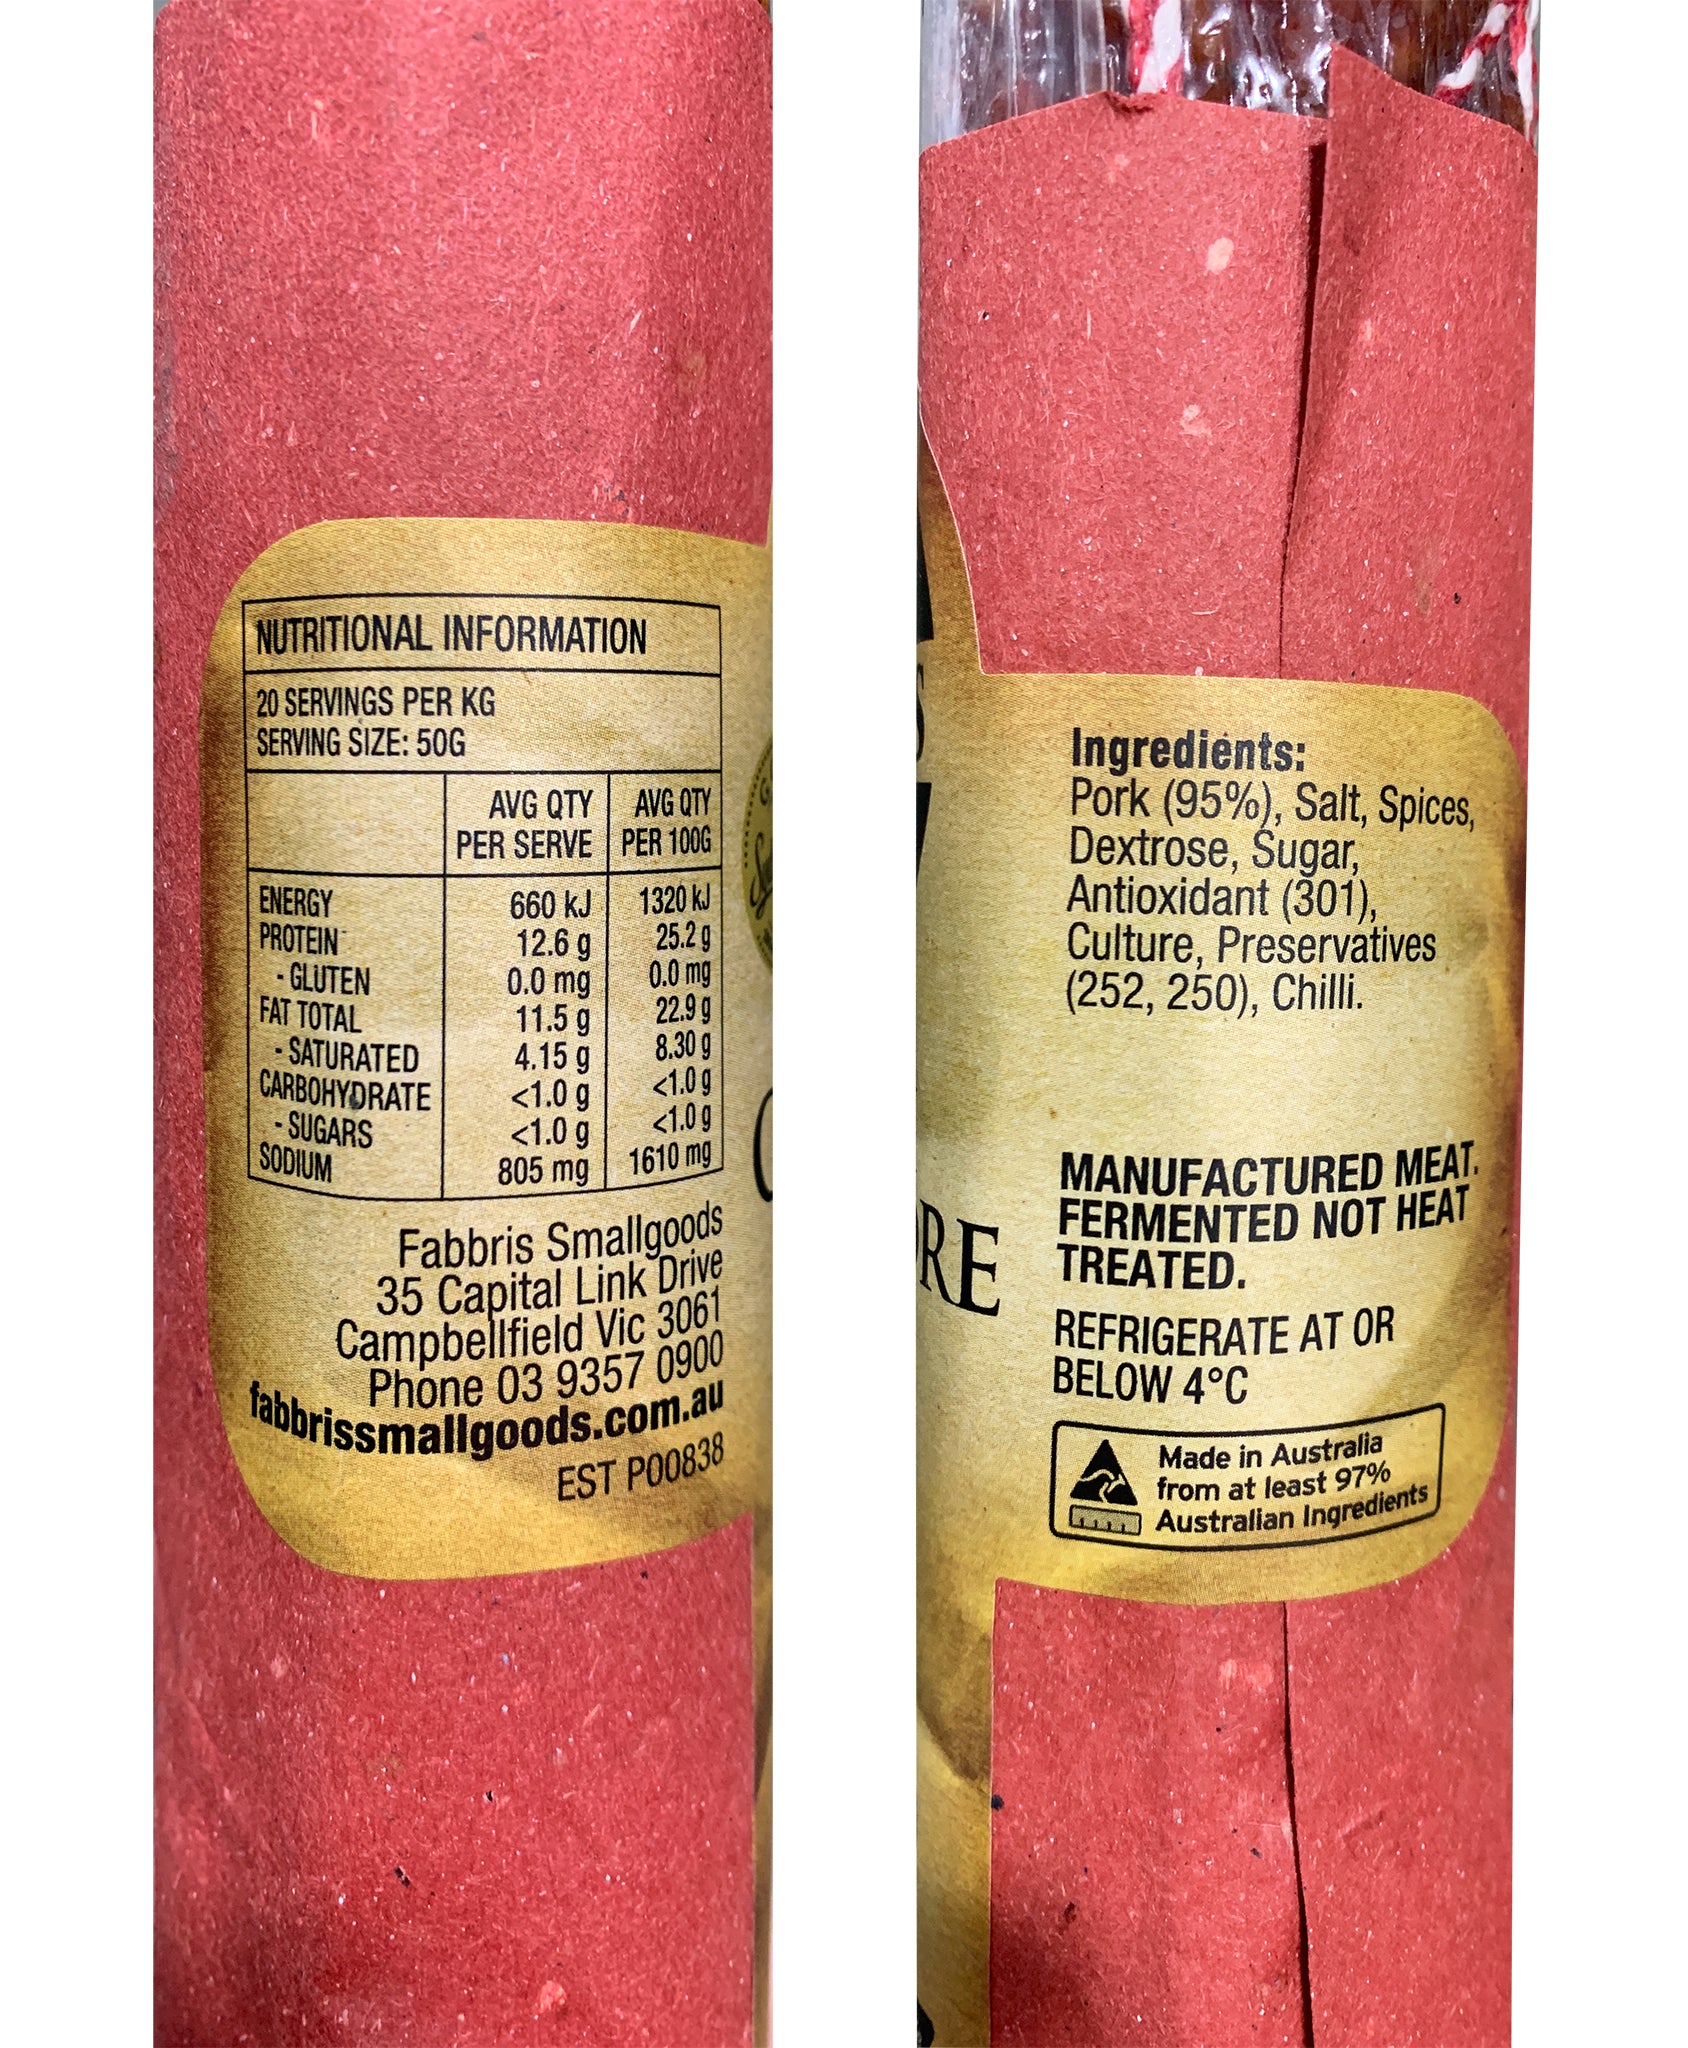 NUTRITIONAL INFORMATION
20 SERVINGS PER KG
SERVING SIZE: 50G
AVG QTY PER SERVE AVG QTY PER 100G
ENERGY 660 kJ 1320 kJ
PROTEIN 12.6 g 25.2 g
- GLUTEN 0.0 mg 0.0 mg
FAT TOTAL 11.5 g 22.9 g
- SATURATED 4.15 g 8.30 g
CARBOHYDRATE <1.0 g <1.0 g
- SUGARS <1.0 g <1.0 g
SODIUM 805 mg 1610 mg
Fabbris Smallgoods
35 Capital Link Drive
Campbellfield Vic 3061
Phone 03 9357 0900
fabbrissmallgoods.com.au
EST P00838
Ingredients:
Pork (95%), Salt, Spices,
Dextrose, Sugar,
Antioxidant (301),
Culture, Preservatives
(252, 250), Chilli.
MANUFACTURED MEAT.
FERMENTED NOT HEAT
TREATED.
RE
REFRIGERATE AT OR
BELOW 4°C
Made in Australia
from at least 97%
Australian Ingredients